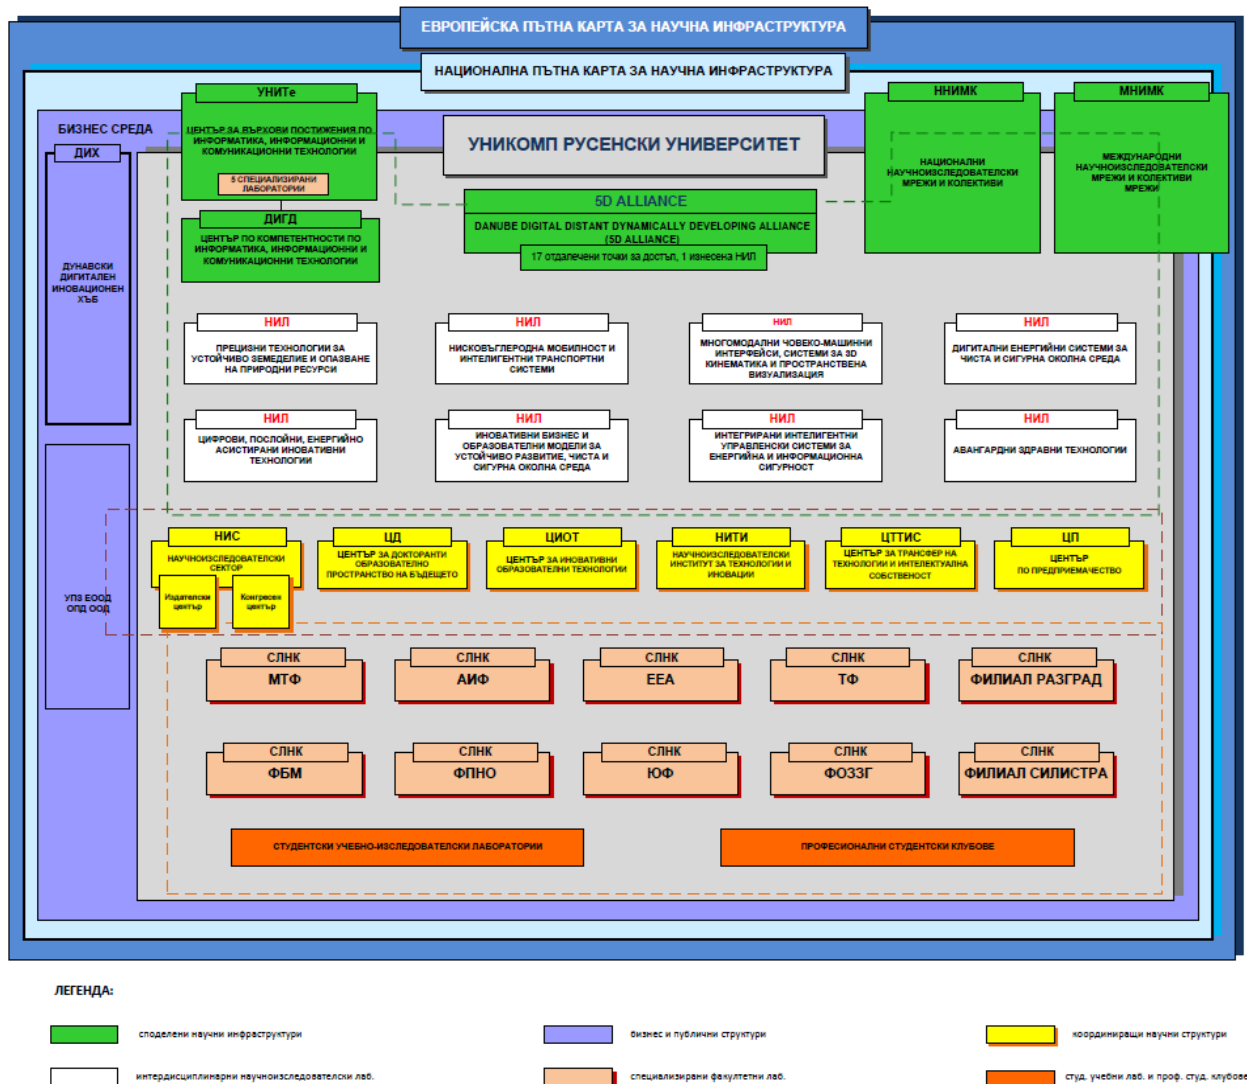 ЕВРОПЕЙСКА ПЪТНА КАРТА ЗА НАУЧНА ИНФРАСТРУКТУРА
НАЦИОНАЛНА ПЪТНА КАРТА ЗА НАУЧНА ИНФРАСТРУКТУРА
БИЗНЕС СРЕДА
УНИТе
ЦЕНТЪР ЗА ВЪРХОВИ ПОСТИЖЕНИЯ ПО
ИНФОРМАТИКА, ИНФОРМАЦИОННИ И
КОМУНИКАЦИОННИ ТЕХНОЛОГИИ
5 СПЕЦИАЛИЗИРАНИ
ЛАБОРАТОРИИ
ДИГД
ЦЕНТЪР ПО КОМПЕТЕНТНОСТИ ПО
ИНФОРМАТИКА, ИНФОРМАЦИОННИ И
КОМУНИКАЦИОННИ ТЕХНОЛОГИИ
УНИКОМП РУСЕНСКИ УНИВЕРСИТЕТ
5D ALLIANCE
DANUBE DIGITAL DISTANT DYNAMICALLY DEVELOPING ALLIANCE
(5D ALLIANCE)
17 отдалечени точки за достъп, 1 изнесена НИЛ
ННИМК
НАЦИОНАЛНИ
НАУЧНОИЗСЛЕДОВАТЕЛСКИ
МРЕЖИ И КОЛЕКТИВИ
МНИМК
МЕЖДУНАРОДНИ
НАУЧНОИЗСЛЕДОВАТЕЛСКИ
МРЕЖИ И КОЛЕКТИВИ
МРЕЖИ
ДИХ
ДУНАВСКИ
ДИГИТАЛЕН
ИНОВАЦИОНЕН
ХЪБ
НИЛ
ПРЕЦИЗНИ ТЕХНОЛОГИИ ЗА
УСТОЙЧИВО ЗЕМЕДЕЛИЕ И ОПАЗВАНЕ
НА ПРИРОДНИ РЕСУРСИ
НИЛ
НИСКОВЪГЛЕРОДНА МОБИЛНОСТ И
ИНТЕЛИГЕНТНИ ТРАНСПОРТНИ
СИСТЕМИ
НИЛ
МНОГОМОДАЛНИ ЧОВЕКО-МАШИННИ
ИНТЕРФЕЙСИ, СИСТЕМИ ЗА 3D
КИНЕМАТИКА И ПРОСТРАНСТВЕНА
ВИЗУАЛИЗАЦИЯ
НИЛ
ДИГИТАЛНИ ЕНЕРГИЙНИ СИСТЕМИ ЗА
ЧИСТА И СИГУРНА ОКОЛНА СРЕДА
НИЛ
ЦИФРОВИ, ПОСЛОЙНИ, ЕНЕРГИЙНО
АСИСТИРАНИ ИНОВАТИВНИ
ТЕХНОЛОГИИ
НИЛ
ИНОВАТИВНИ БИЗНЕС И
ОБРАЗОВАТЕЛНИ МОДЕЛИ ЗА
УСТОЙЧИВО РАЗВИТИЕ, ЧИСТА И
СИГУРНА ОКОЛНА СРЕДА
НИЛ
ИНТЕГРИРАНИ ИНТЕЛИГЕНТНИ
УПРАВЛЕНСКИ СИСТЕМИ ЗА
ЕНЕРГИЙНА И ИНФОРМАЦИОННА
СИГУРНОСТ
НИЛ
АВАНГАРДНИ ЗДРАВНИ ТЕХНОЛОГИИ
УПЗ ЕООД
ОПД ООД
НИС
НАУЧНОИЗСЛЕДОВАТЕЛСКИ
СЕКТОР
Издателски
център
Конгресен
център
ЦД
ЦЕНТЪР ЗА ДОКТОРАНТИ
ОБРАЗОВАТЕЛНО
ПРОСТРАНСТВО НА БЪДЕЩЕТО
ЦИОТ
ЦЕНТЪР ЗА ИНОВАТИВНИ
ОБРАЗОВАТЕЛНИ ТЕХНОЛОГИИ
НИТИ
НАУЧНОИЗСЛЕДОВАТЕЛСКИ
ИНСТИТУТ ЗА ТЕХНОЛОГИИ И
ИНОВАЦИИ
ЦТТИС
ЦЕНТЪР ЗА ТРАНСФЕР НА
ТЕХНОЛОГИИ И ИНТЕЛЕКТУАЛНА
СОБСТВЕНОСТ
ЦП
ЦЕНТЪР
ПО ПРЕДПРИЕМАЧЕСТВО
СЛНК
МТФ
СЛНК
АИФ
СЛНК
ЕЕА
СЛНК
ТФ
СЛНК
ФИЛИАЛ РАЗГРАД
СЛНК
ФБМ
СЛНК
ФПНО
СЛНК
ЮФ
СЛНК
ФОЗЗГ
СЛНК
ФИЛИАЛ СИЛИСТРА
СТУДЕНТСКИ УЧЕБНО-ИЗСЛЕДОВАТЕЛСКИ ЛАБОРАТОРИИ
ПРОФЕСИОНАЛНИ СТУДЕНТСКИ КЛУБОВЕ
ЛЕГЕНДА:
споделени научни инфраструктури
бизнес и публични структури
координиращи научни структури
интердисциплинарни научноизследователски лаб.
специализирани факултетни лаб.
студ. учебни лаб. и проф. студ. клубове